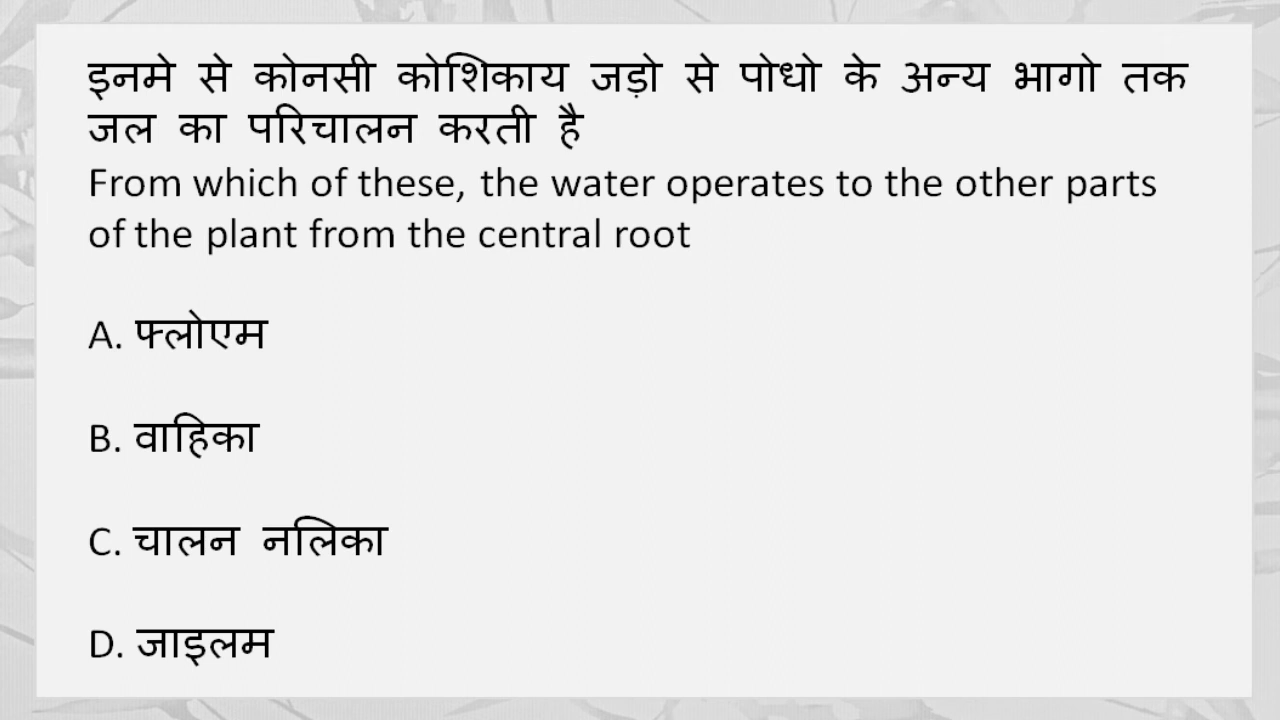 इनमे से कोनसी कोशिकाय जड़ो से पोधो के अन्य भागो तक
जल का परिचालन करती है
From which of these, the water operates to the other parts
of the plant from the central root
A. फ्लोएम
B. वाहिका
C. चालन नलिका
D. जाइलम